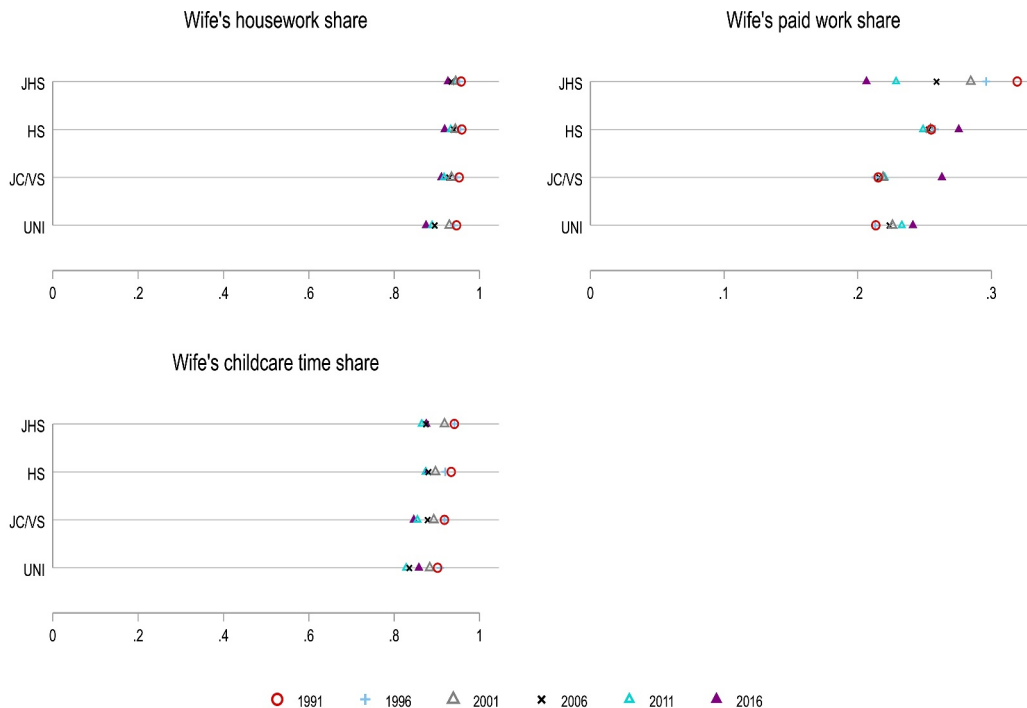 Wife's housework share
JHS
HS
JC/VS
UNI
0 .2 .4 .6 .8 1
Wife's paid work share
JHS
HS
JC/VS
UNI
0 .1 .2 .3
Wife's childcare time share
JHS
HS
JC/VS
UNI
0 .2 .4 .6 .8 1
1991 1996 2001 2006 2011 2016